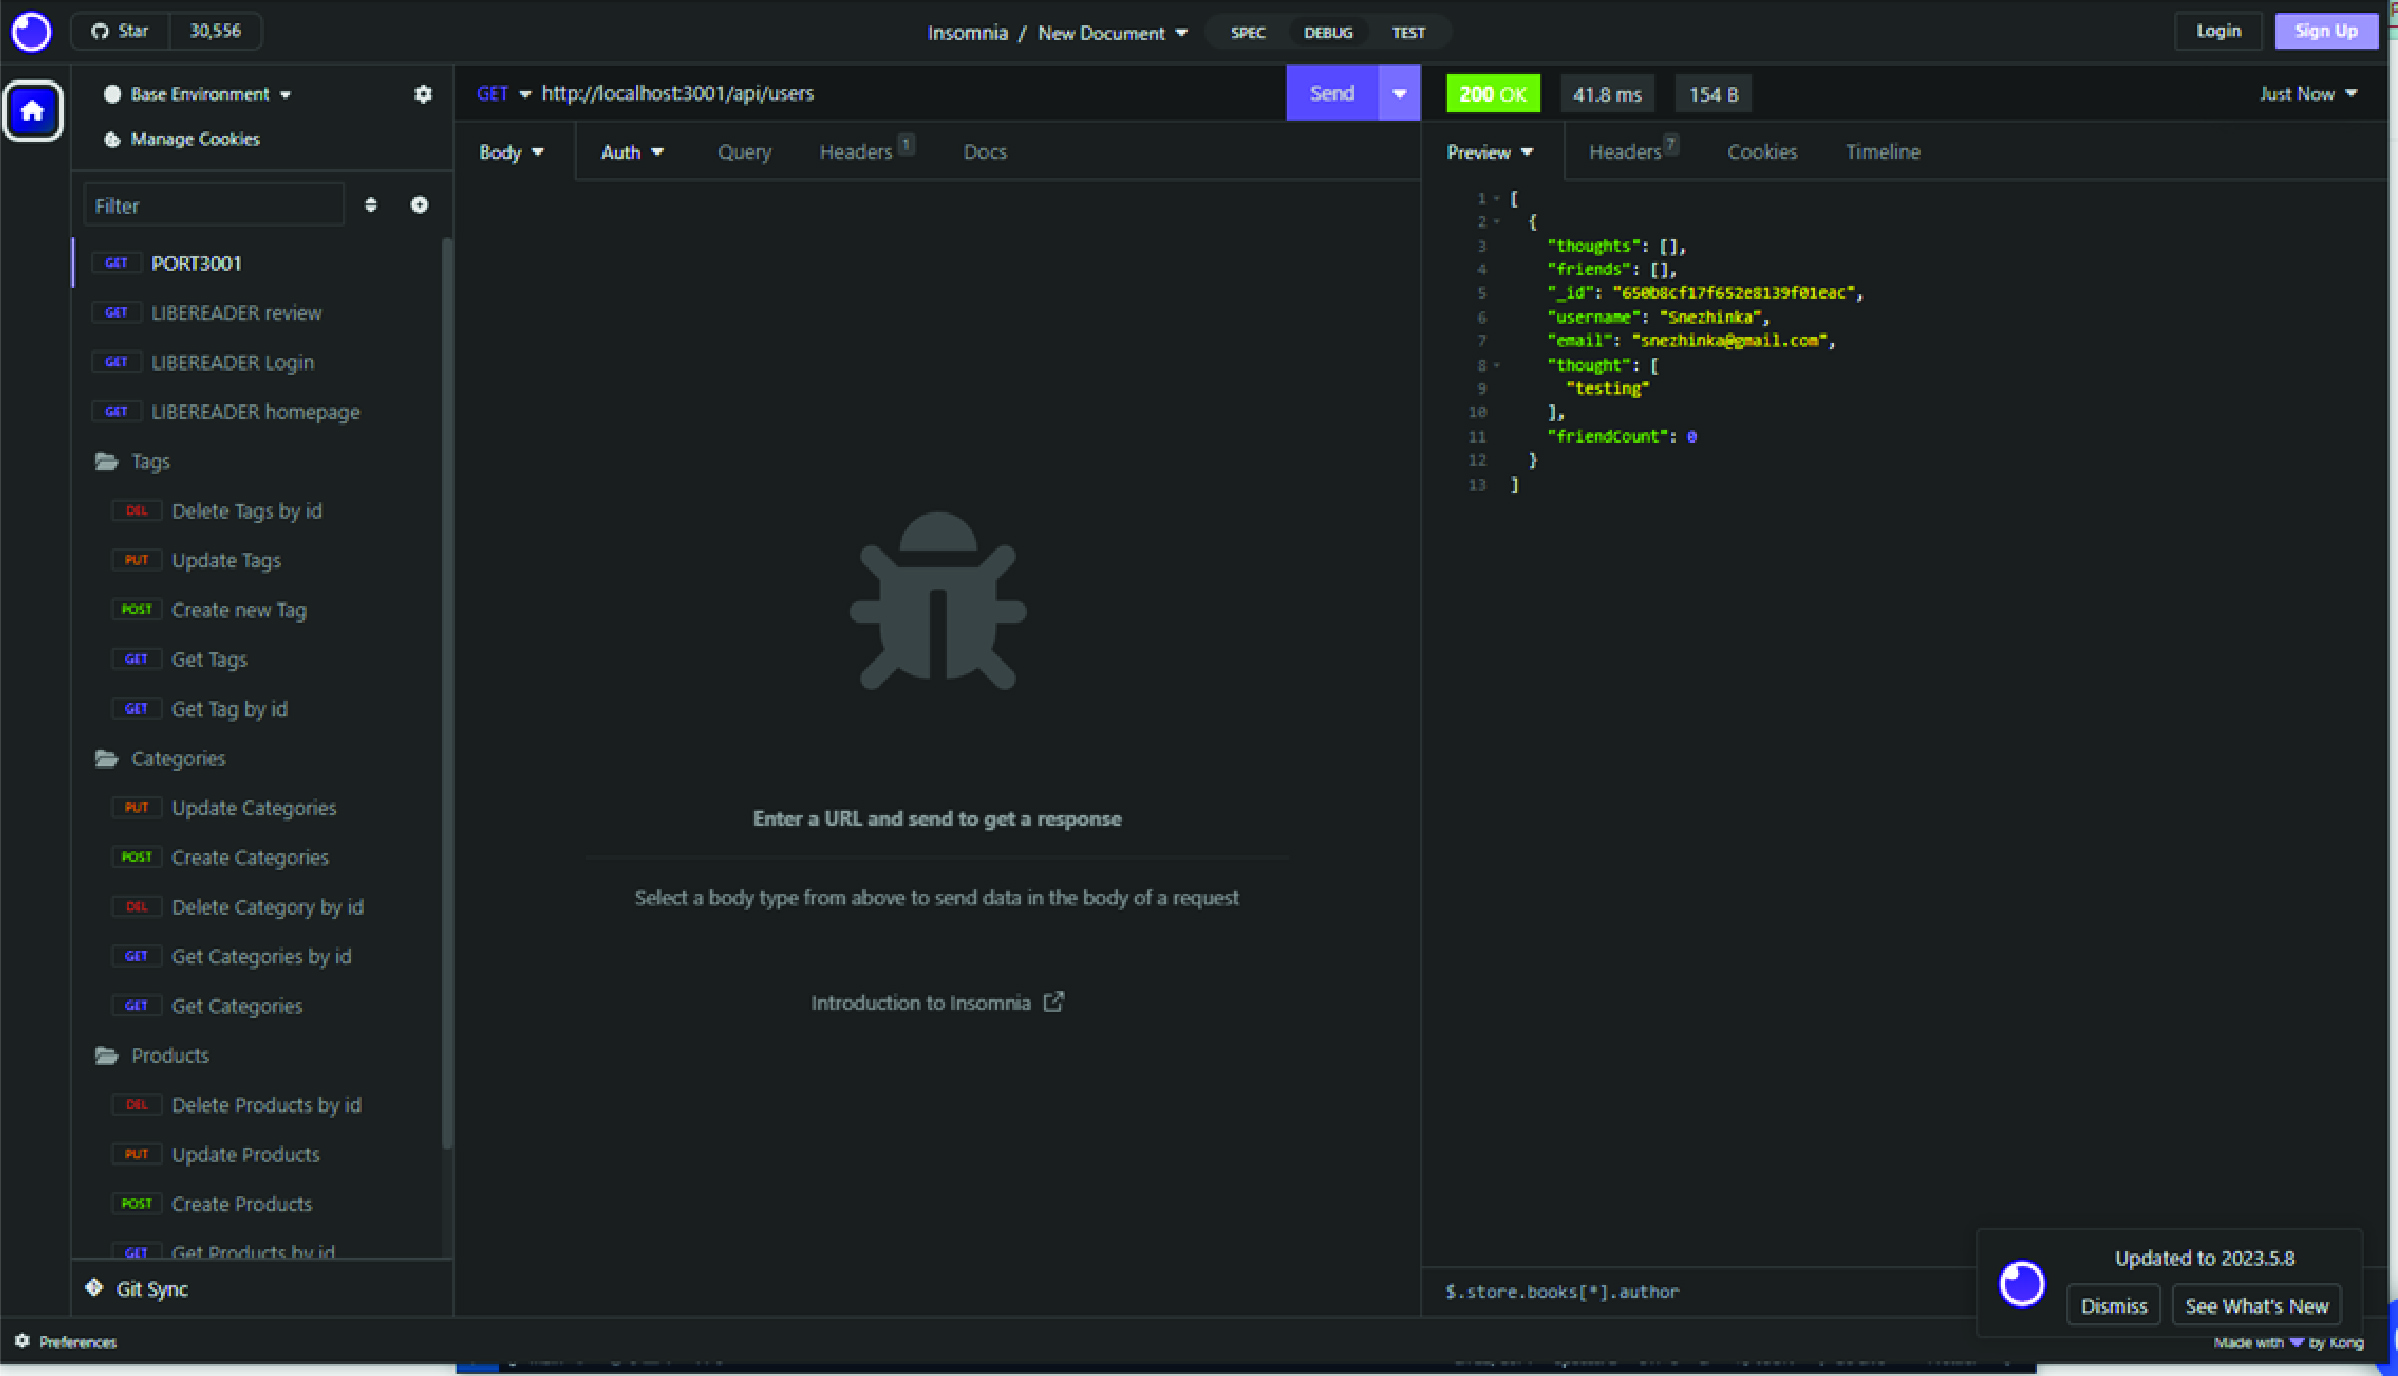 Star 30,556
Insomnia / New Document
SPEC DEBUG TEST
Login Sign Up
Base Environment
Manage Cookies
Filter
GET PORT3001
GET LIBEREADER review
GET LIBEREADER Login
GET LIBEREADER homepage
Tags
DEL Delete Tags by id
PUT Update Tags
POST Create new Tag
GET Get Tags
GET Get Tag by id
Categories
PUT Update Categories
POST Create Categories
DEL Delete Category by id
GET Get Categories by id
GET Get Categories
Products
DEL Delete Products by id
PUT Update Products
POST Create Products
GET Get Products by id
Git Sync
Preferences
GET http://localhost:3001/api/users Send
Body Auth Query Headers 1 Docs
Enter a URL and send to get a response
Select a body type from above to send data in the body of a request
Introduction to Insomnia
200 OK 41.8 ms 154 B Just Now
Preview Headers 7 Cookies Timeline
1 [
2 {
3 "thoughts": [],
4 "friends": [],
5 "_id": "650b8cf17f652e8139f01eac",
6 "username": "Snezhinka",
7 "email": "snezhinka@gmail.com",
8 "thought": [
9 "testing"
10 ],
11 "friendCount": 0
12 }
13 ]
$.store.books[*].author
Updated to 2023.5.8
Dismiss See What's New
Made with by Kong